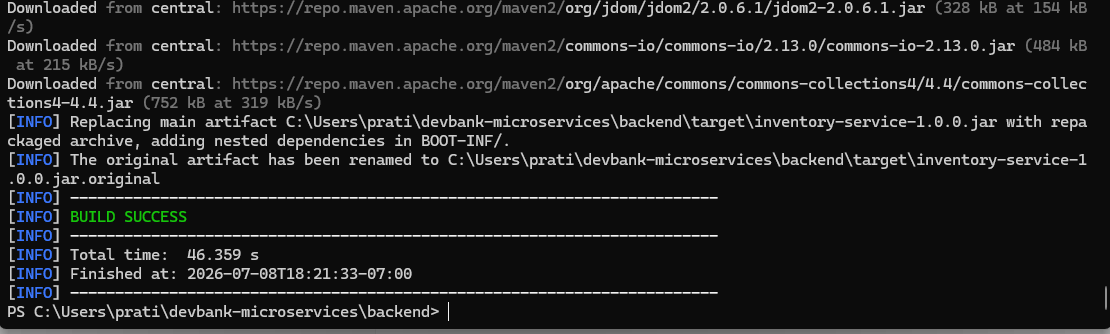 Downloaded from central: https://repo.maven.apache.org/maven2/org/jdom/jdom2/2.0.6.1/jdom2-2.0.6.1.jar (328 kB at 154 kB
/s)
Downloaded from central: https://repo.maven.apache.org/maven2/commons-io/commons-io/2.13.0/commons-io-2.13.0.jar (484 kB
 at 215 kB/s)
Downloaded from central: https://repo.maven.apache.org/maven2/org/apache/commons/commons-collections4/4.4/commons-collec
tions4-4.4.jar (752 kB at 319 kB/s)
[INFO] Replacing main artifact C:\Users\prati\devbank-microservices\backend\target\inventory-service-1.0.0.jar with repa
ckaged archive, adding nested dependencies in BOOT-INF/.
[INFO] The original artifact has been renamed to C:\Users\prati\devbank-microservices\backend\target\inventory-service-1
.0.0.jar.original
[INFO] ------------------------------------------------------------------------
[INFO] BUILD SUCCESS
[INFO] ------------------------------------------------------------------------
[INFO] Total time:  46.359 s
[INFO] Finished at: 2026-07-08T18:21:33-07:00
[INFO] ------------------------------------------------------------------------
PS C:\Users\prati\devbank-microservices\backend>